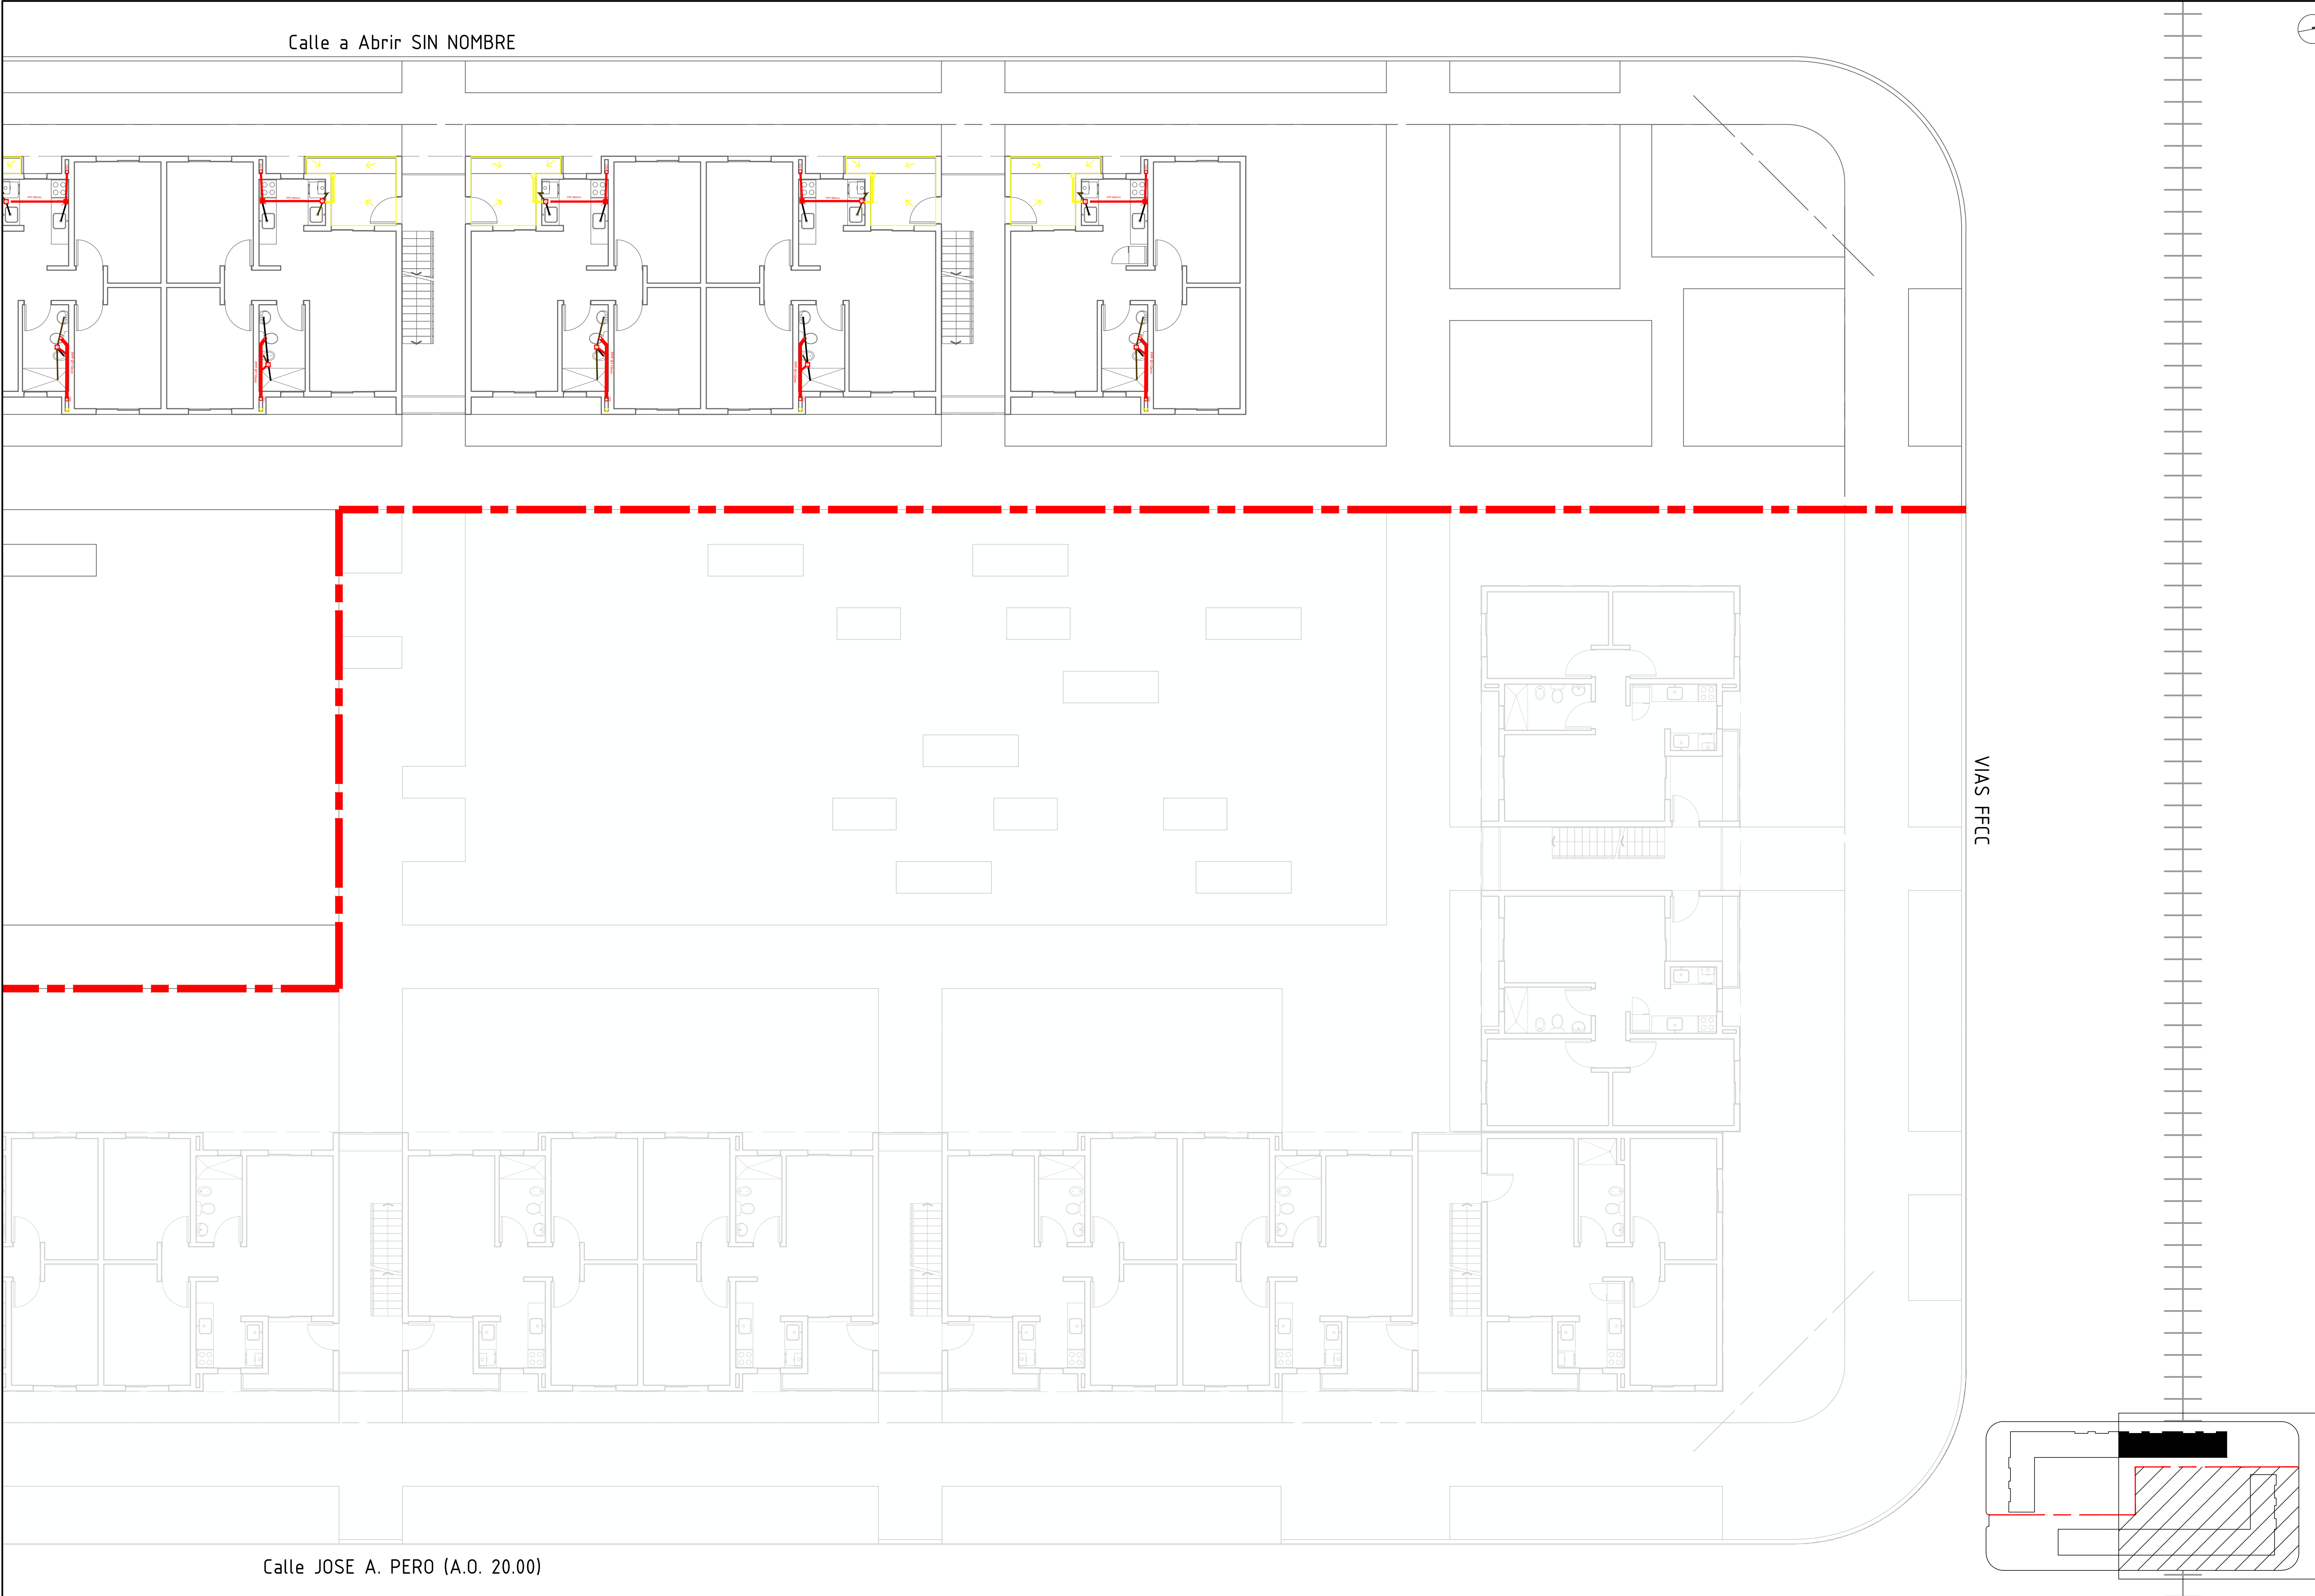 Calle a Abrir SIN NOMBRE
VIAS FFCC
Calle JOSE A. PERO (A.O. 20.00)